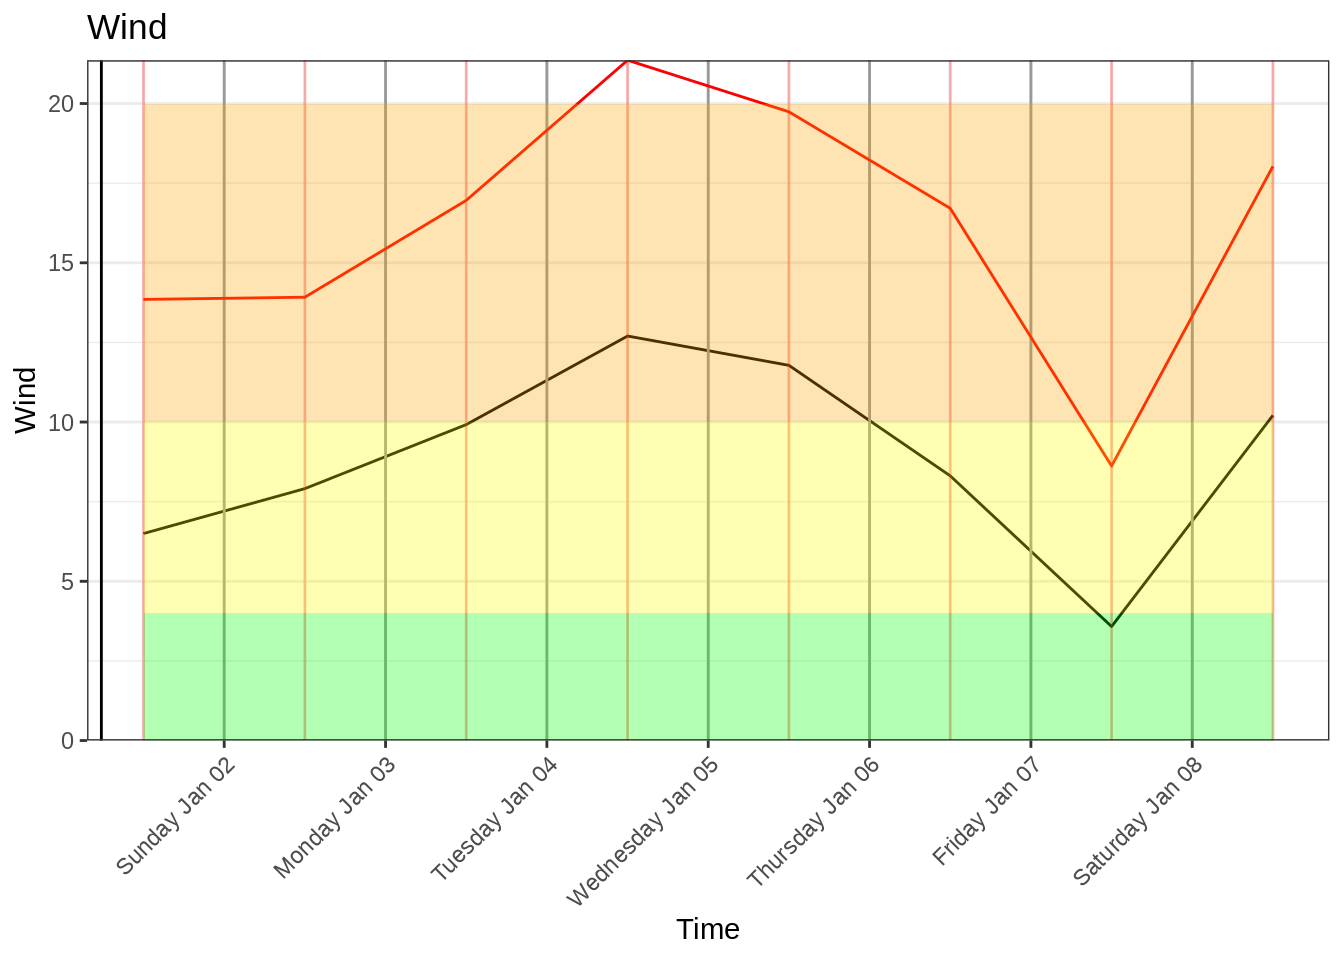 Wind
Wind
20
15
10
5
0
Sunday Jan 02
Monday Jan 03
Tuesday Jan 04
Wednesday Jan 05
Thursday Jan 06
Friday Jan 07
Saturday Jan 08
Time